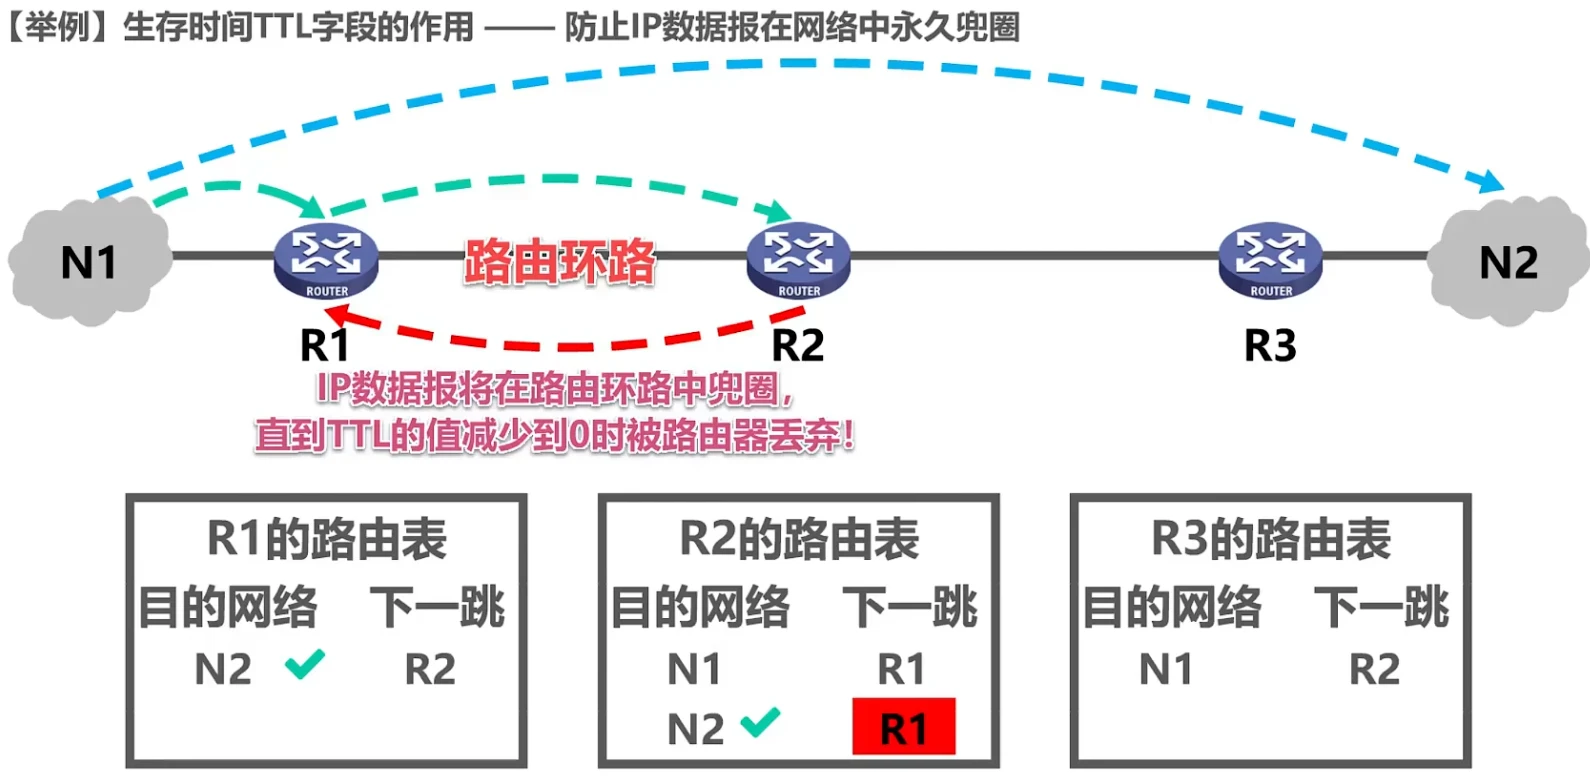 【举例】生存时间TTL字段的作用 —— 防止IP数据报在网络中永久兜圈
N1
ROUTER
路由环路
ROUTER
ROUTER
N2
R1
R2
R3
IP数据报将在路由环路中兜圈,
直到TTL的值减少到0时被路由器丢弃!
R1的路由表
目的网络 下一跳
N2 R2
R2的路由表
目的网络 下一跳
N1 R1
N2 R1
R3的路由表
目的网络 下一跳
N1 R2